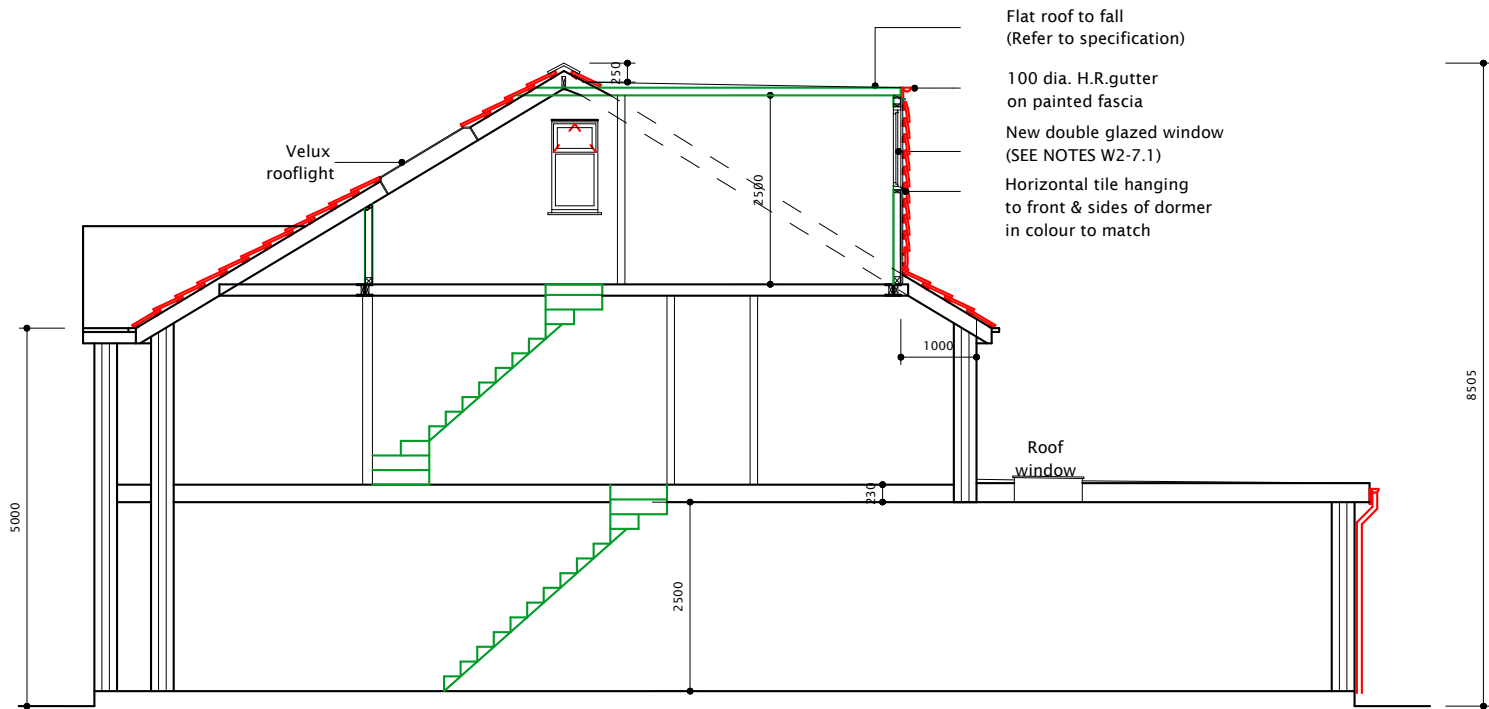 Flat roof to fall
(Refer to specification)
250
100 dia. H.R.gutter
on painted fascia
New double glazed window
(SEE NOTES W2-7.1)
Velux
rooflight
Horizontal tile hanging
to front & sides of dormer
in colour to match
2500
1000
8505
Roof
window
230
5000
2500